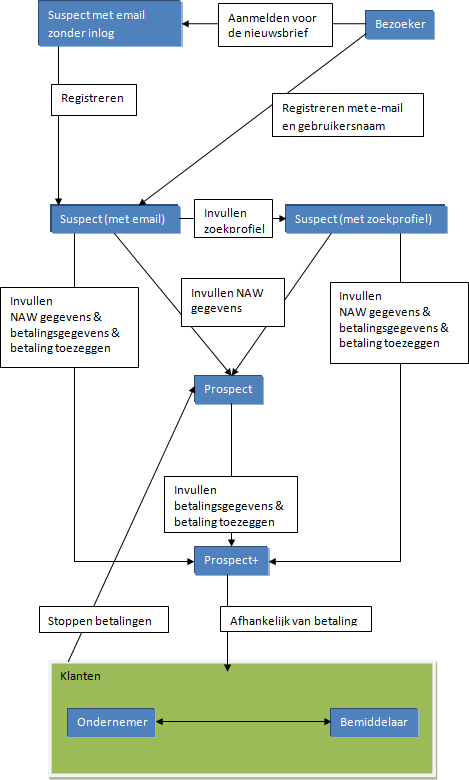 Suspect met email
zonder inlog
Aanmelden voor
de nieuwsbrief
Bezoeker
Registreren
Registreren met e-mail
en gebruikersnaam
Suspect (met email)
Invullen
zoekprofiel
Suspect (met zoekprofiel)
Invullen
NAW gegevens &
betalingsgegevens &
betaling toezeggen
Invullen NAW
gegevens
Invullen
NAW gegevens &
betalingsgegevens &
betaling toezeggen
Prospect
Invullen
betalingsgegevens &
betaling toezeggen
Prospect+
Stoppen betalingen
Afhankelijk van betaling
Klanten
Ondernemer
Bemiddelaar